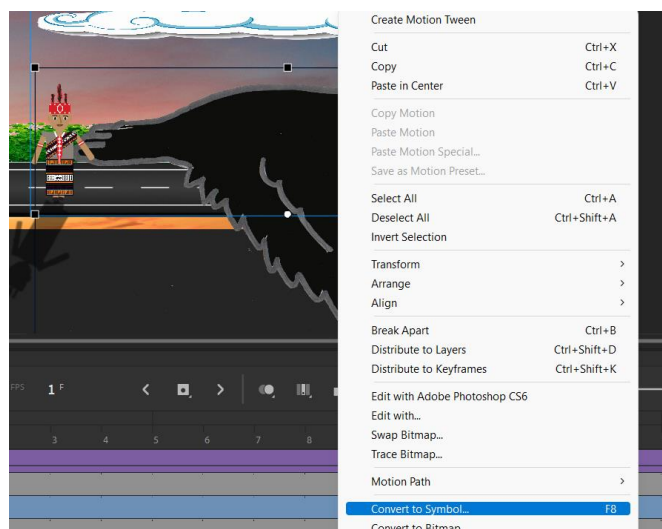 Create Motion Tween
Cut Ctrl+X
Copy Ctrl+C
Paste in Center Ctrl+V
Copy Motion
Paste Motion
Paste Motion Special...
Save as Motion Preset...
Select All Ctrl+A
Deselect All Ctrl+Shift+A
Invert Selection
Transform >
Arrange >
Align >
Break Apart Ctrl+B
Distribute to Layers Ctrl+Shift+D
Distribute to Keyframes Ctrl+Shift+K
Edit with Adobe Photoshop CS6
Edit with...
Swap Bitmap...
Trace Bitmap...
Motion Path >
Convert to Symbol... F8
Convert to Bitmap
FPS 1 F
3 4 5 6 7 8